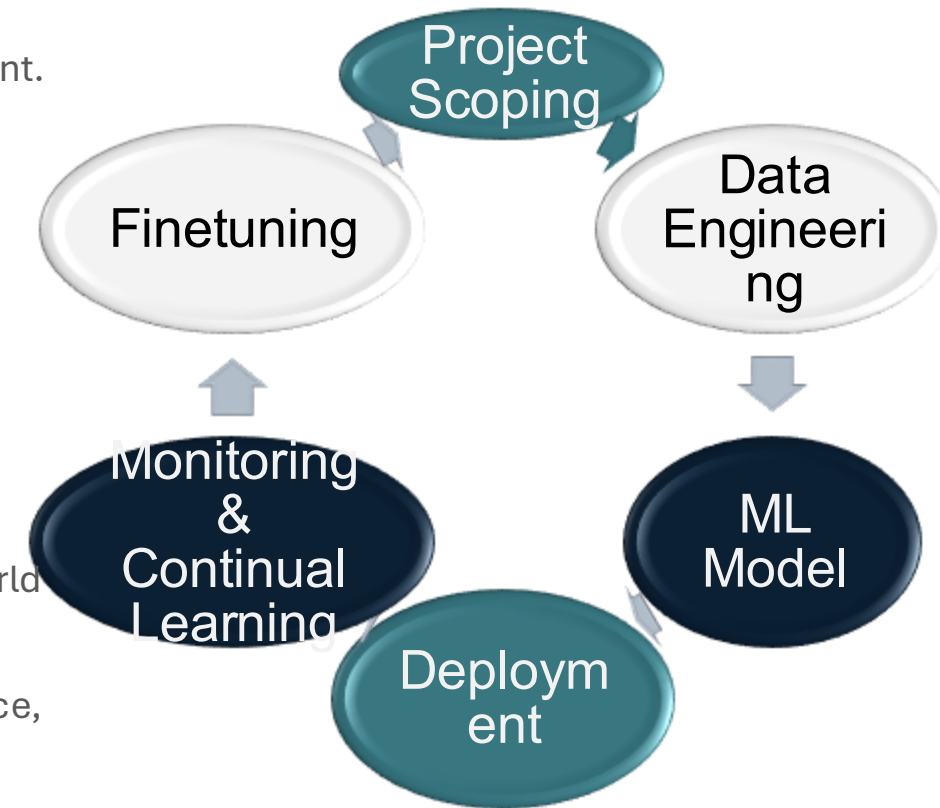 nt.
Project
Scoping
Finetuning
Data
Engineeri
ng
Monitoring
&
Continual
Learning
ML
Model
rld
Deploym
ent
ce,